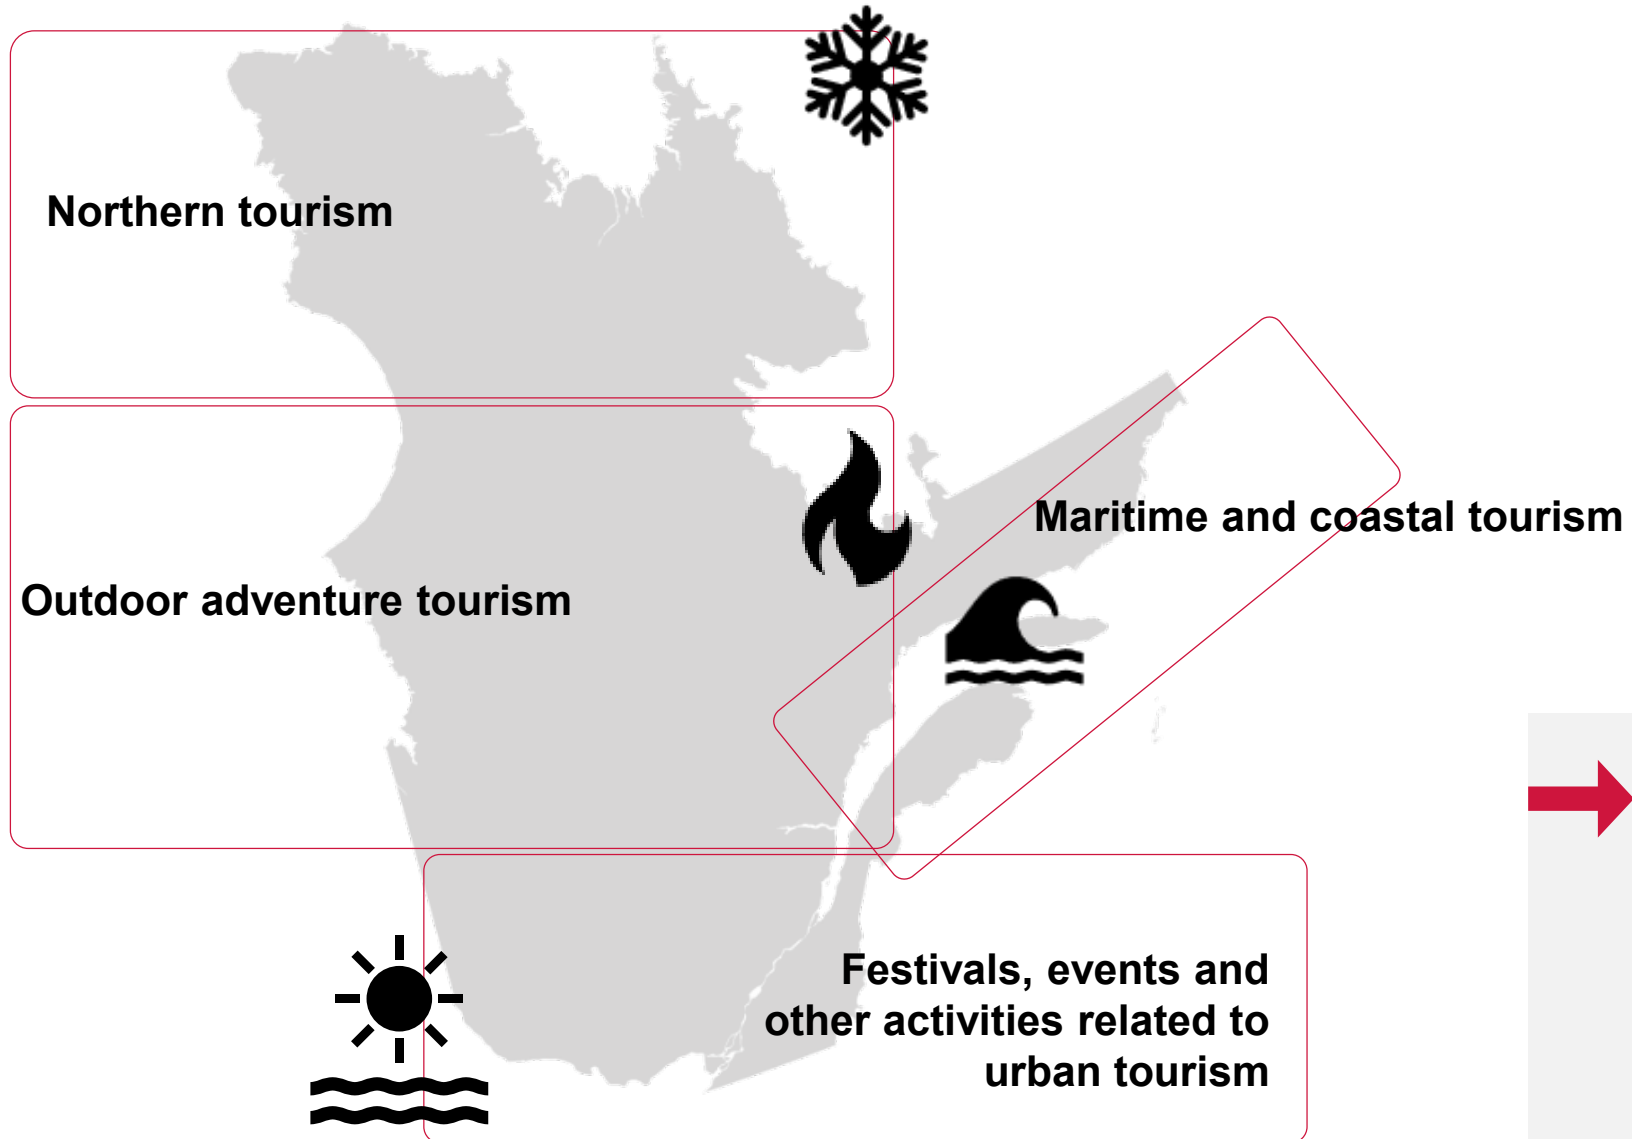 Northern tourism
Maritime and coastal tourism
Outdoor adventure tourism
Festivals, events and
other activities related to
urban tourism